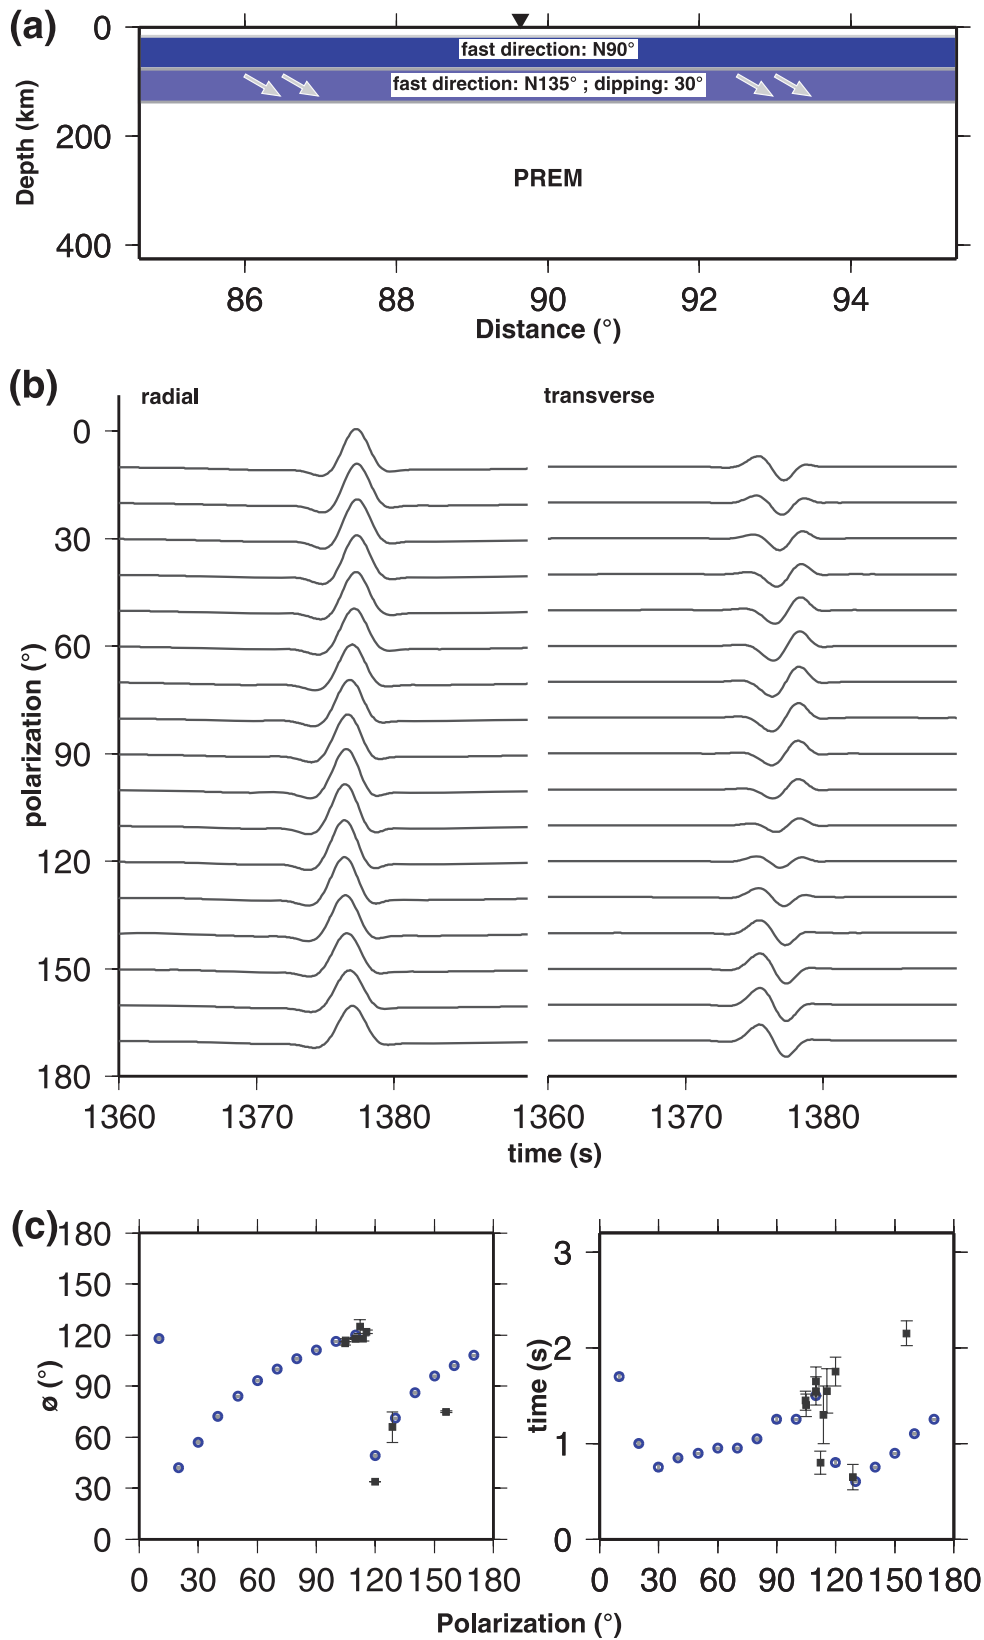 (a)
0
200
400
Depth (km)
fast direction: N90°
fast direction: N135° ; dipping: 30°
PREM
86 88 90 92 94
Distance (°)
(b)
radial
transverse
0
30
60
90
120
150
180
polarization (°)
1360 1370 1380
1360 1370 1380
time (s)
(c)
180
150
120
90
60
30
0
ø (°)
0 30 60 90 120 150 180
3
2
1
0
time (s)
0 30 60 90 120 150 180
Polarization (°)